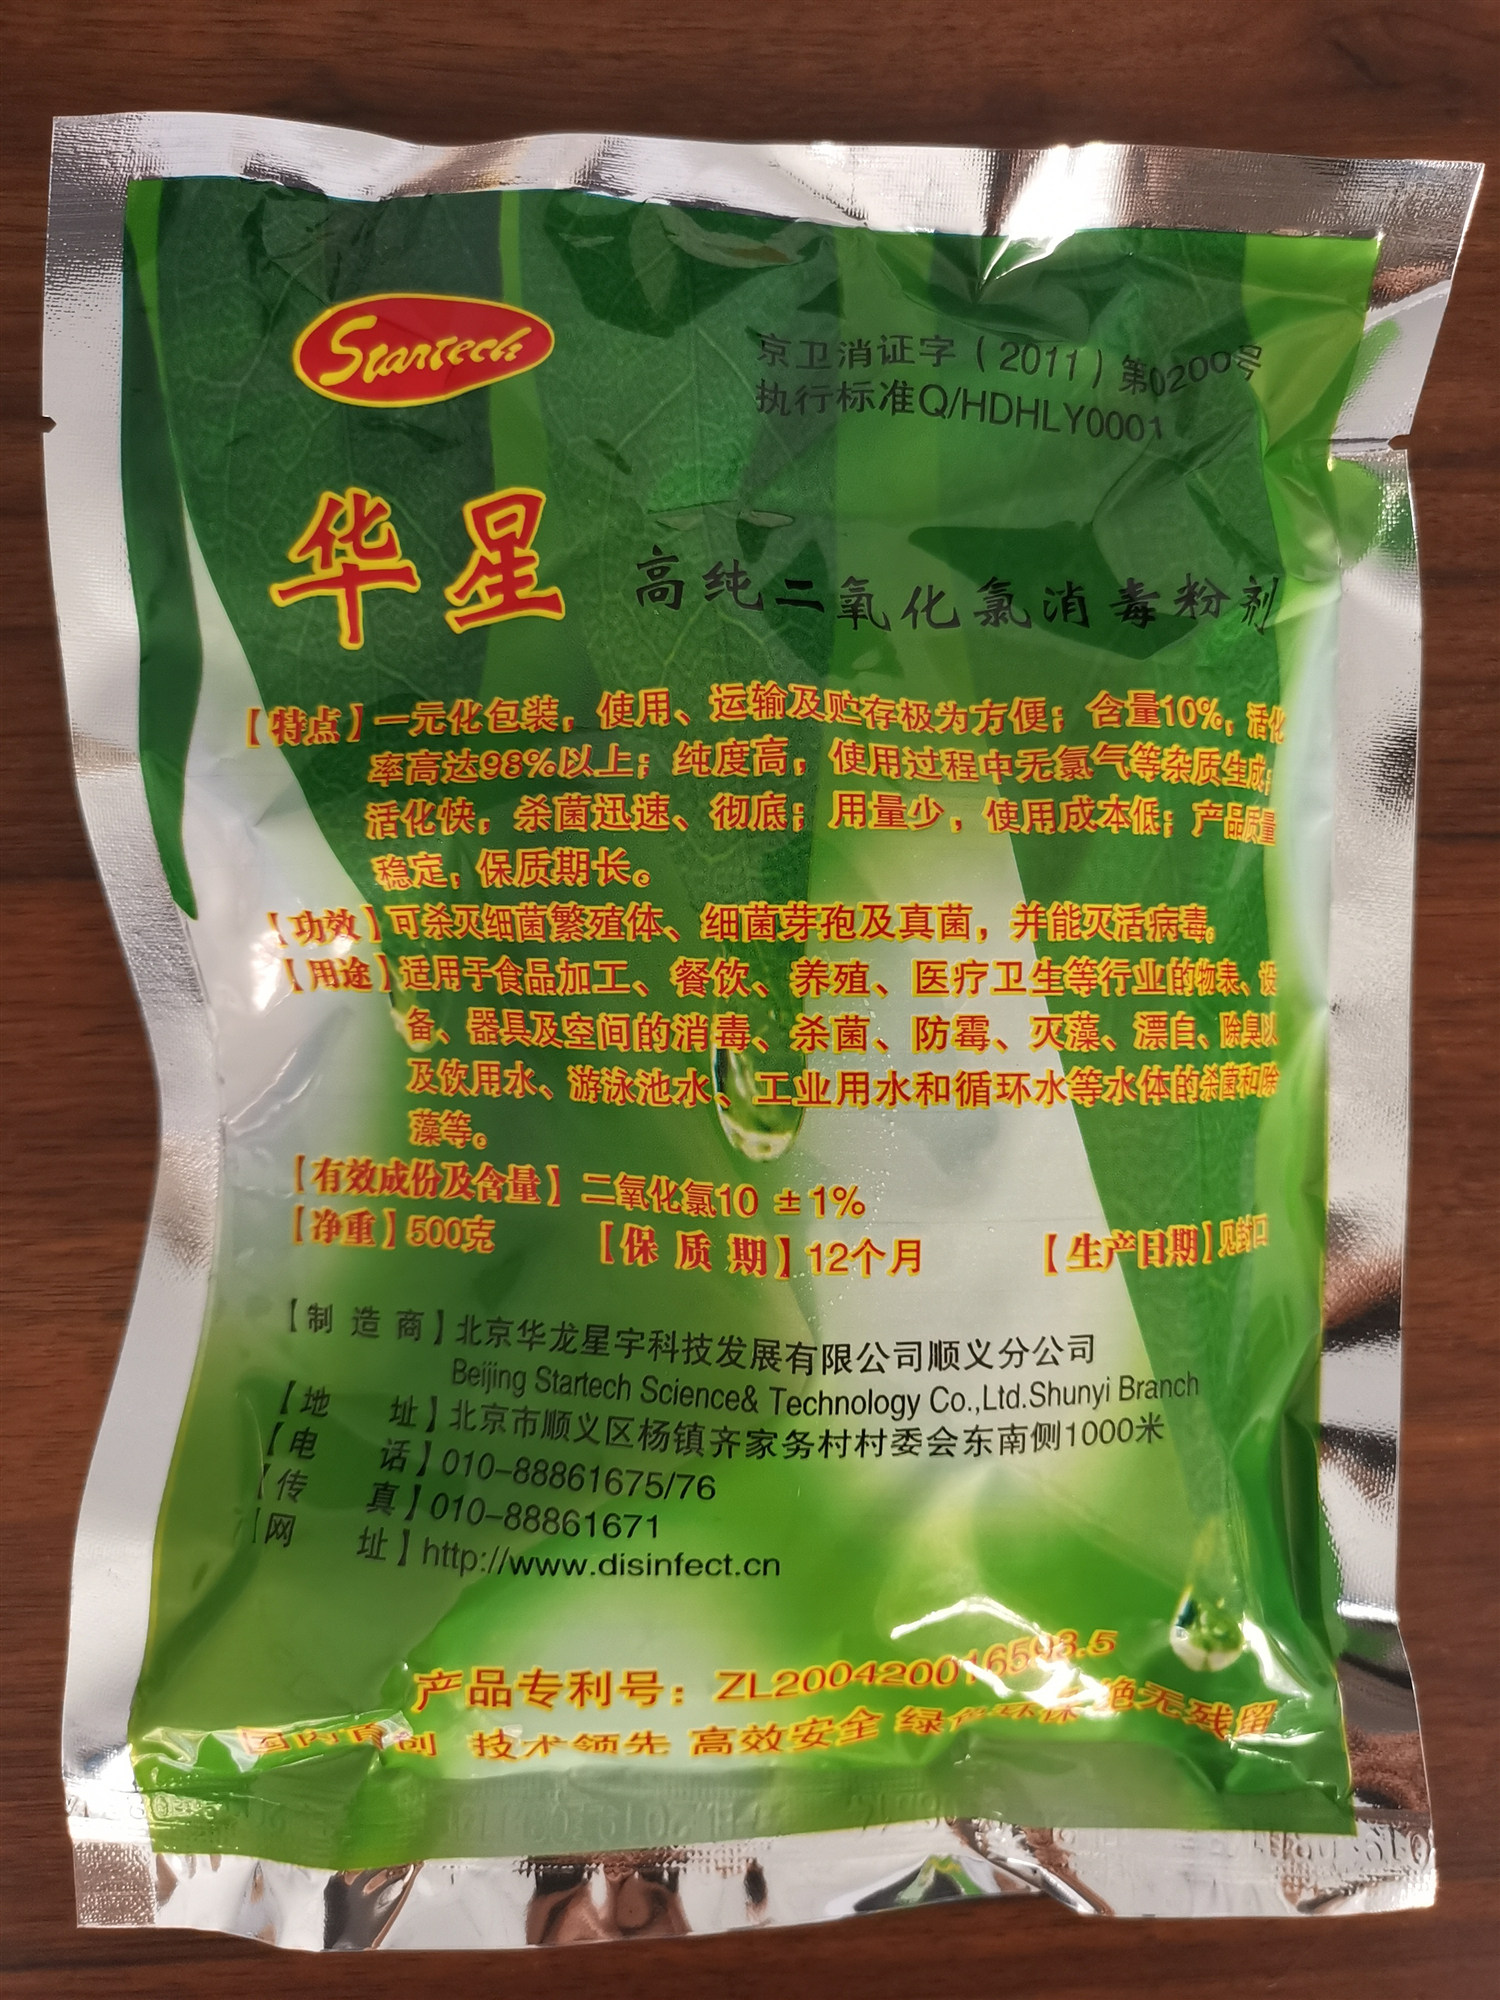 Startech
京卫消证字（2011）第0200号
执行标准Q/HDHLY0001
华星
高纯二氧化氯消毒粉剂
【特点】一元化包装，使用、运输及贮存极为方便；含量10%，活化
率高达98%以上；纯度高，使用过程中无氯气等杂质生成；
活化快，杀菌迅速、彻底；用量少，使用成本低；产品质量
稳定，保质期长。
【功效】可杀灭细菌繁殖体、细菌芽孢及真菌，并能灭活病毒。
【用途】适用于食品加工、餐饮、养殖、医疗卫生等行业的物表、设
备、器具及空间的消毒、杀菌、防霉、灭藻、漂白、除臭以
及饮用水、游泳池水、工业用水和循环水等水体的杀菌和除
藻等。
【有效成份及含量】二氧化氯10 ±1%
【净重】500克 【保质期】12个月 【生产日期】见封口
【制造商】北京华龙星宇科技发展有限公司顺义分公司
Beijing Startech Science& Technology Co.,Ltd.Shunyi Branch
【地址】北京市顺义区杨镇齐家务村村委会东南侧1000米
【电话】010-88861675/76
【传真】010-88861671
【网址】http://www.disinfect.cn
产品专利号：ZL200420016593.5
国内首创 技术领先 高效安全 绿色环保 绝无残留